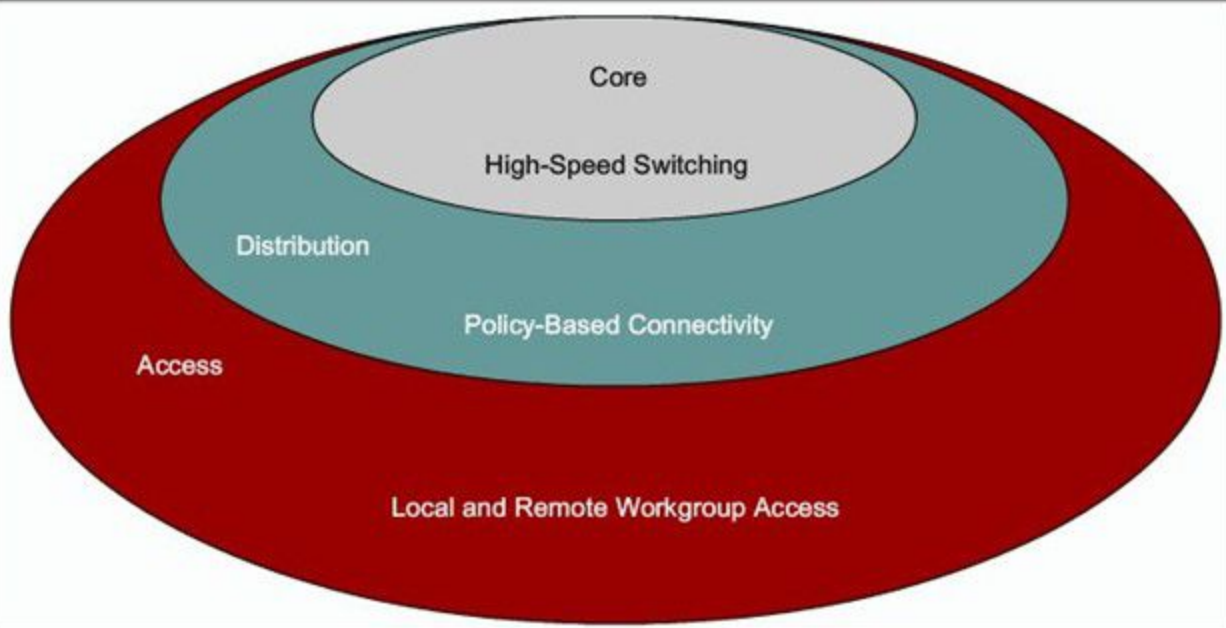 Core
High-Speed Switching
Distribution
Policy-Based Connectivity
Access
Local and Remote Workgroup Access